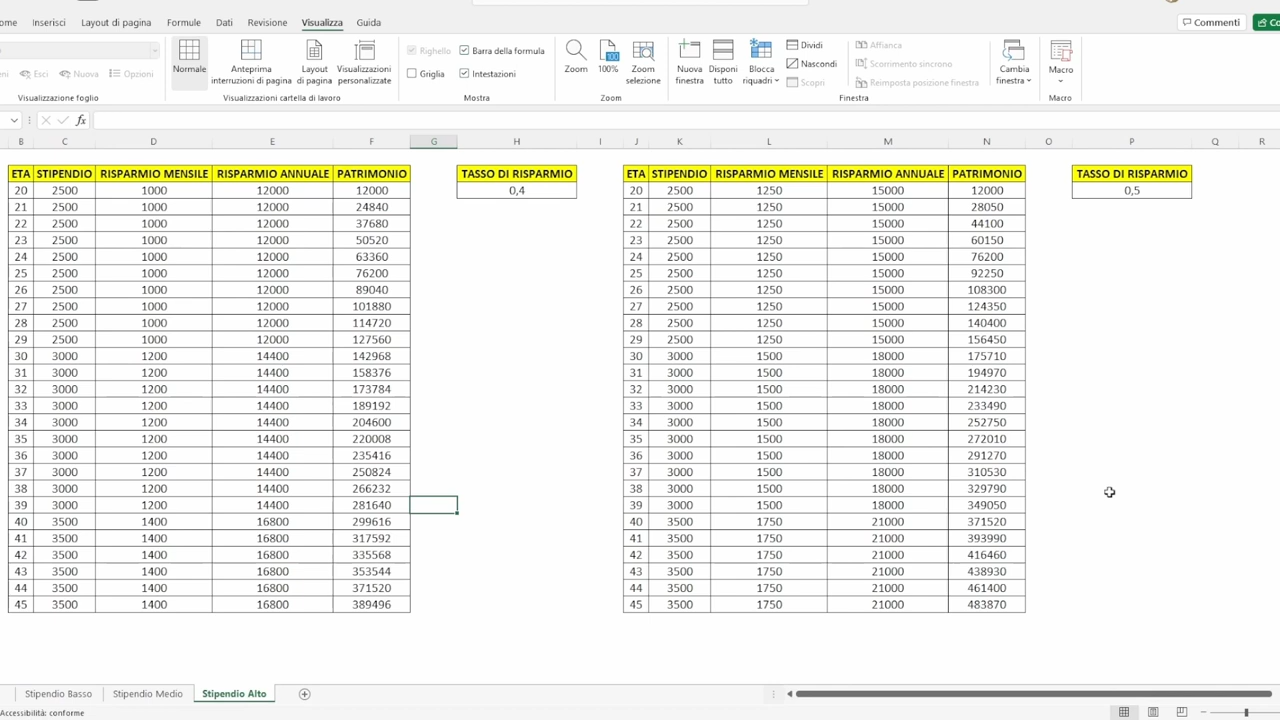 ome Inserisci Layout di pagina Formule Dati Revisione Visualizza Guida Commenti Co
Righello Barra della formula Dividi Affianca
Esci Nuova Opzioni Normale Anteprima interruzioni di pagina Layout di pagina Visualizzazioni personalizzate Griglia Intestazioni Zoom 100% Zoom selezione Nuova finestra Disponi tutto Blocca riquadri Nascondi Scorrimento sincrono Cambia finestra Macro
Scopri Reimposta posizione finestra
Visualizzazione foglio Visualizzazioni cartella di lavoro Mostra Zoom Finestra Macro
fx
B C D E F G H I J K L M N O P Q R
ETA STIPENDIO RISPARMIO MENSILE RISPARMIO ANNUALE PATRIMONIO TASSO DI RISPARMIO ETA STIPENDIO RISPARMIO MENSILE RISPARMIO ANNUALE PATRIMONIO TASSO DI RISPARMIO
20 2500 1000 12000 12000 0,4 20 2500 1250 15000 12000 0,5
21 2500 1000 12000 24840 21 2500 1250 15000 28050
22 2500 1000 12000 37680 22 2500 1250 15000 44100
23 2500 1000 12000 50520 23 2500 1250 15000 60150
24 2500 1000 12000 63360 24 2500 1250 15000 76200
25 2500 1000 12000 76200 25 2500 1250 15000 92250
26 2500 1000 12000 89040 26 2500 1250 15000 108300
27 2500 1000 12000 101880 27 2500 1250 15000 124350
28 2500 1000 12000 114720 28 2500 1250 15000 140400
29 2500 1000 12000 127560 29 2500 1250 15000 156450
30 3000 1200 14400 142968 30 3000 1500 18000 175710
31 3000 1200 14400 158376 31 3000 1500 18000 194970
32 3000 1200 14400 173784 32 3000 1500 18000 214230
33 3000 1200 14400 189192 33 3000 1500 18000 233490
34 3000 1200 14400 204600 34 3000 1500 18000 252750
35 3000 1200 14400 220008 35 3000 1500 18000 272010
36 3000 1200 14400 235416 36 3000 1500 18000 291270
37 3000 1200 14400 250824 37 3000 1500 18000 310530
38 3000 1200 14400 266232 38 3000 1500 18000 329790
39 3000 1200 14400 281640 39 3000 1500 18000 349050
40 3500 1400 16800 299616 40 3500 1750 21000 371520
41 3500 1400 16800 317592 41 3500 1750 21000 393990
42 3500 1400 16800 335568 42 3500 1750 21000 416460
43 3500 1400 16800 353544 43 3500 1750 21000 438930
44 3500 1400 16800 371520 44 3500 1750 21000 461400
45 3500 1400 16800 389496 45 3500 1750 21000 483870
Stipendio Basso Stipendio Medio Stipendio Alto
Accessibilità: conforme